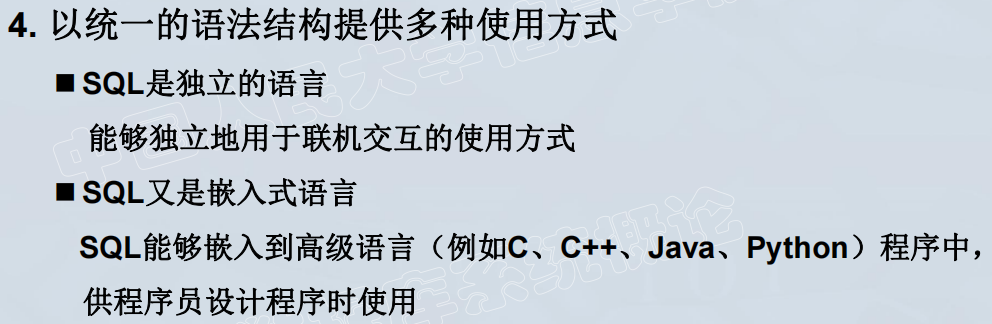 4. 以统一的语法结构提供多种使用方式
■ SQL是独立的语言
能够独立地用于联机交互的使用方式
■ SQL又是嵌入式语言
SQL能够嵌入到高级语言（例如C、C++、Java、Python）程序中，
供程序员设计程序时使用